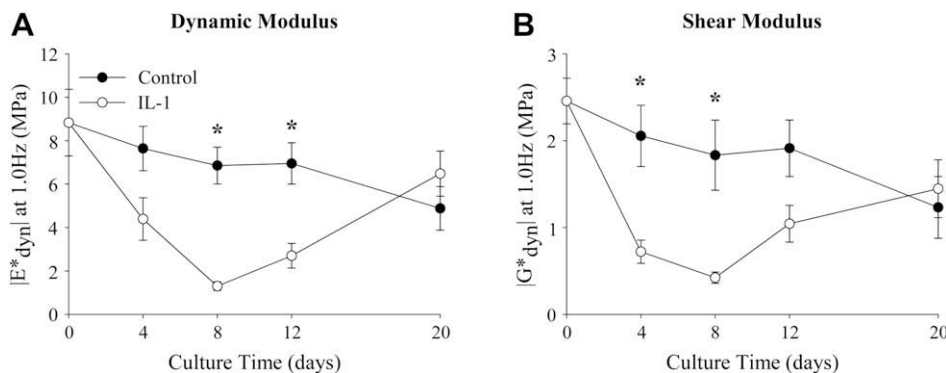 A
Dynamic Modulus
|E*dyn| at 1.0Hz (MPa)
12
10
8
6
4
2
0
Control
IL-1
*
*
0
4
8
12
20
Culture Time (days)
B
Shear Modulus
|G*dyn| at 1.0Hz (MPa)
3
2
1
0
*
*
0
4
8
12
20
Culture Time (days)